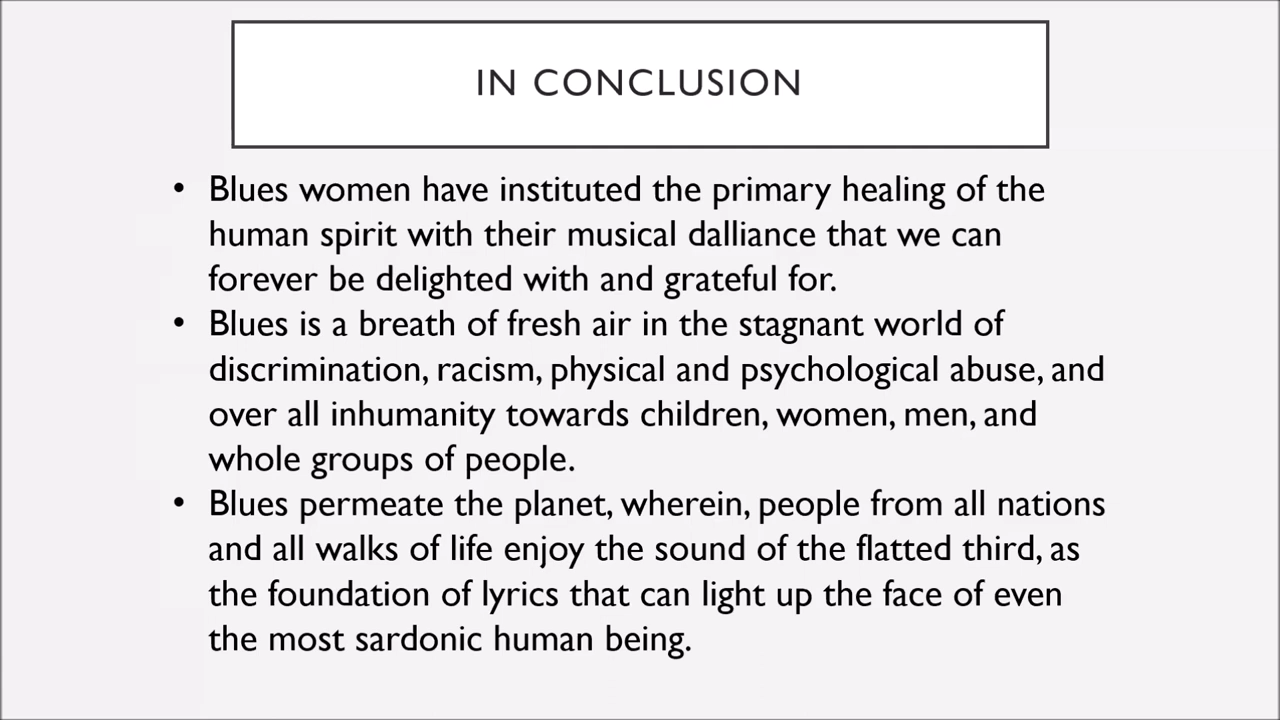 IN CONCLUSION
• Blues women have instituted the primary healing of the
human spirit with their musical dalliance that we can
forever be delighted with and grateful for.
• Blues is a breath of fresh air in the stagnant world of
discrimination, racism, physical and psychological abuse, and
over all inhumanity towards children, women, men, and
whole groups of people.
• Blues permeate the planet, wherein, people from all nations
and all walks of life enjoy the sound of the flatted third, as
the foundation of lyrics that can light up the face of even
the most sardonic human being.